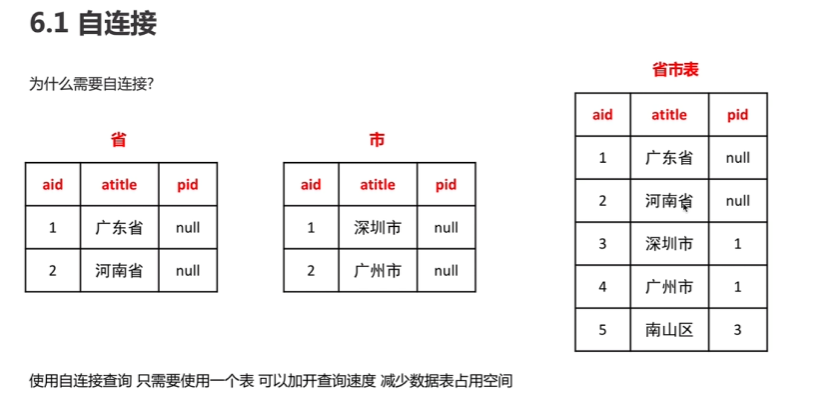 6.1 自连接
为什么需要自连接?
省
aid atitle pid
1 广东省 null
2 河南省 null
市
aid atitle pid
1 深圳市 null
2 广州市 null
省市表
aid atitle pid
1 广东省 null
2 河南省 null
3 深圳市 1
4 广州市 1
5 南山区 3
使用自连接查询 只需要使用一个表 可以加开查询速度 减少数据表占用空间